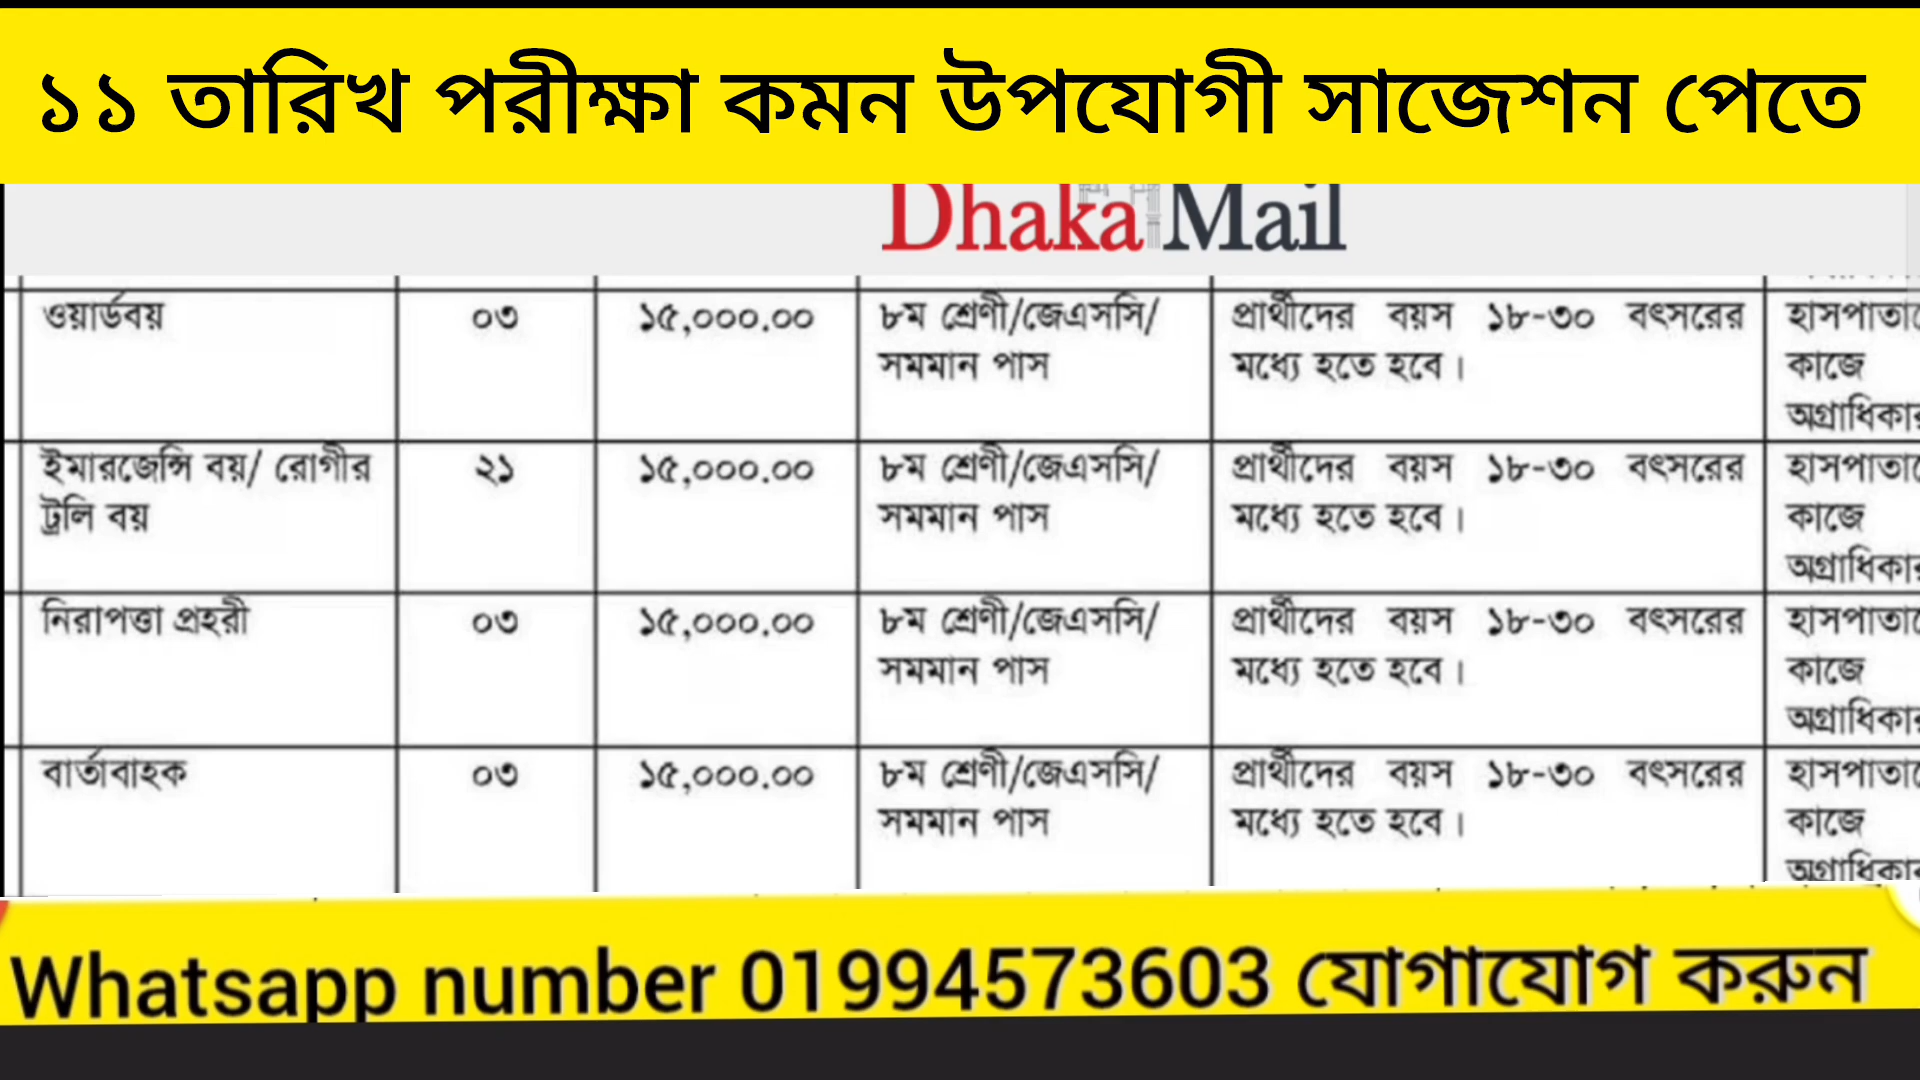 ১১ তারিখ পরীক্ষা কমন উপযোগী সাজেশন পেতে
Dhaka Mail
ওয়ার্ডবয় ০৩ ১৫,০০০.০০ ৮ম শ্রেণী/জেএসসি/ প্রার্থীদের বয়স ১৮-৩০ বৎসরের
সমমান পাস মধ্যে হতে হবে। কাজে
ইমারজেন্সি বয়/ রোগীর ২১ ১৫,০০০.০০ ৮ম শ্রেণী/জেএসসি/ প্রার্থীদের বয়স ১৮-৩০ বৎসরের
ট্রলি বয় সমমান পাস মধ্যে হতে হবে। কাজে
নিরাপত্তা প্রহরী ০৩ ১৫,০০০.০০ ৮ম শ্রেণী/জেএসসি/ প্রার্থীদের বয়স ১৮-৩০ বৎসরের
সমমান পাস মধ্যে হতে হবে। কাজে
বার্তাবাহক ০৩ ১৫,০০০.০০ ৮ম শ্রেণী/জেএসসি/ প্রার্থীদের বয়স ১৮-৩০ বৎসরের
সমমান পাস মধ্যে হতে হবে। কাজে
Whatsapp number 01994573603 যোগাযোগ করুন